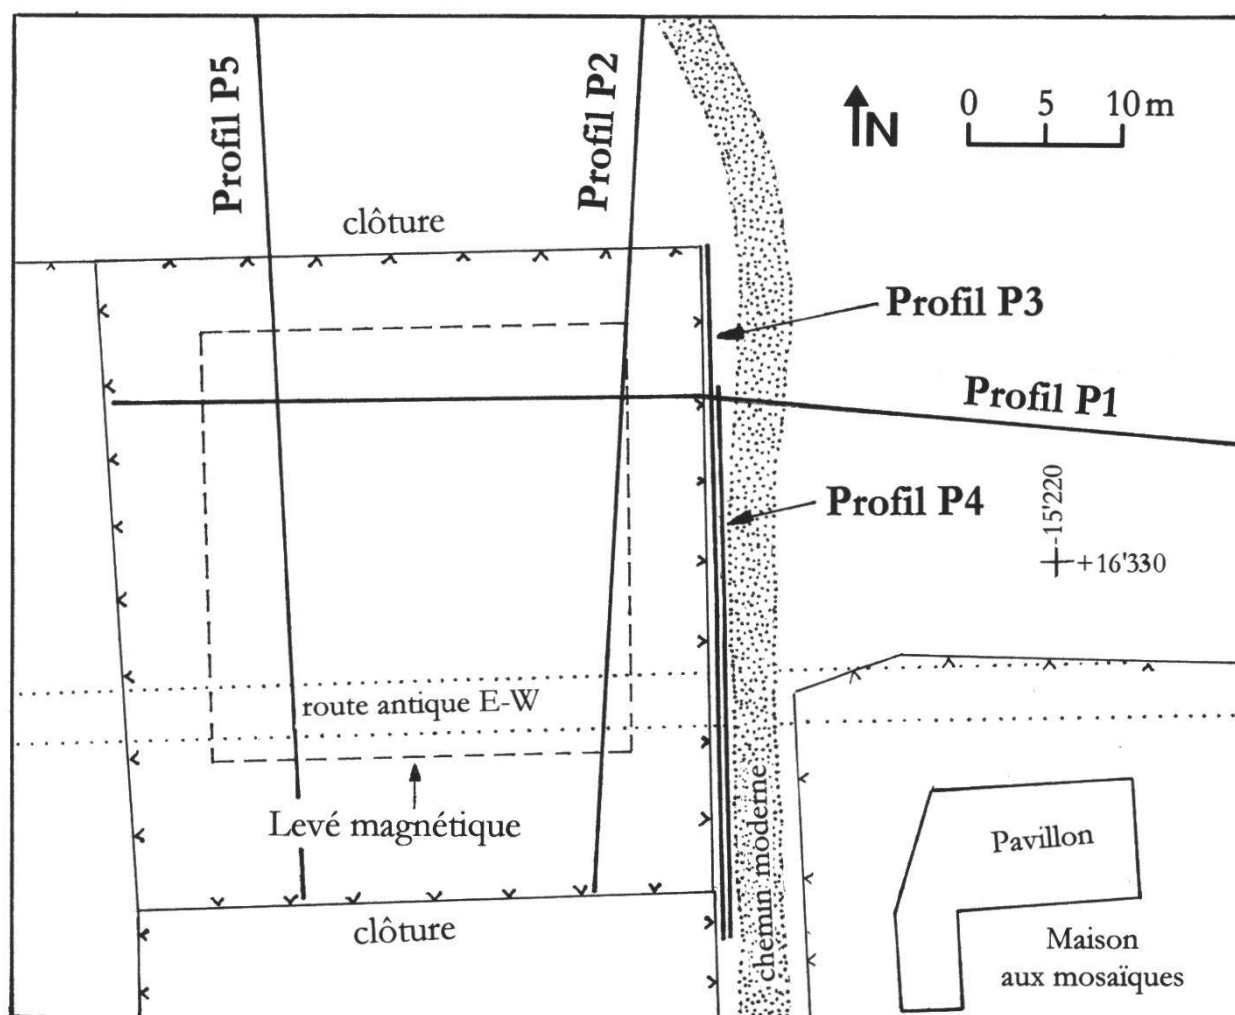 Profil P5
Profil P2
N
0 5 10 m
clôture
Profil P3
Profil P1
Profil P4
-15'220
+16'330
route antique E-W
Levé magnétique
chemin moderne
Pavillon
clôture
Maison
aux mosaïques